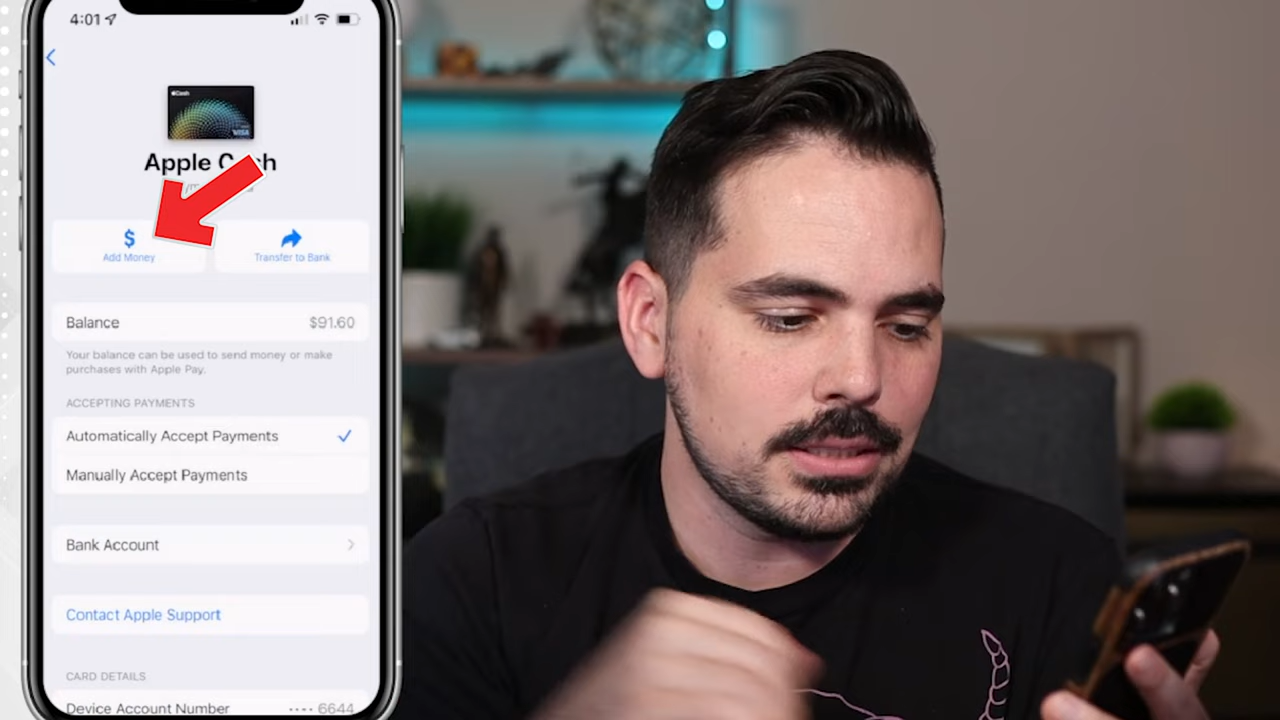 4:01
Cash
VISA
Apple Cash
$
Add Money
Transfer to Bank
Balance $91.60
Your balance can be used to send money or make
purchases with Apple Pay.
ACCEPTING PAYMENTS
Automatically Accept Payments
Manually Accept Payments
Bank Account
Contact Apple Support
CARD DETAILS
Device Account Number •••• 6644